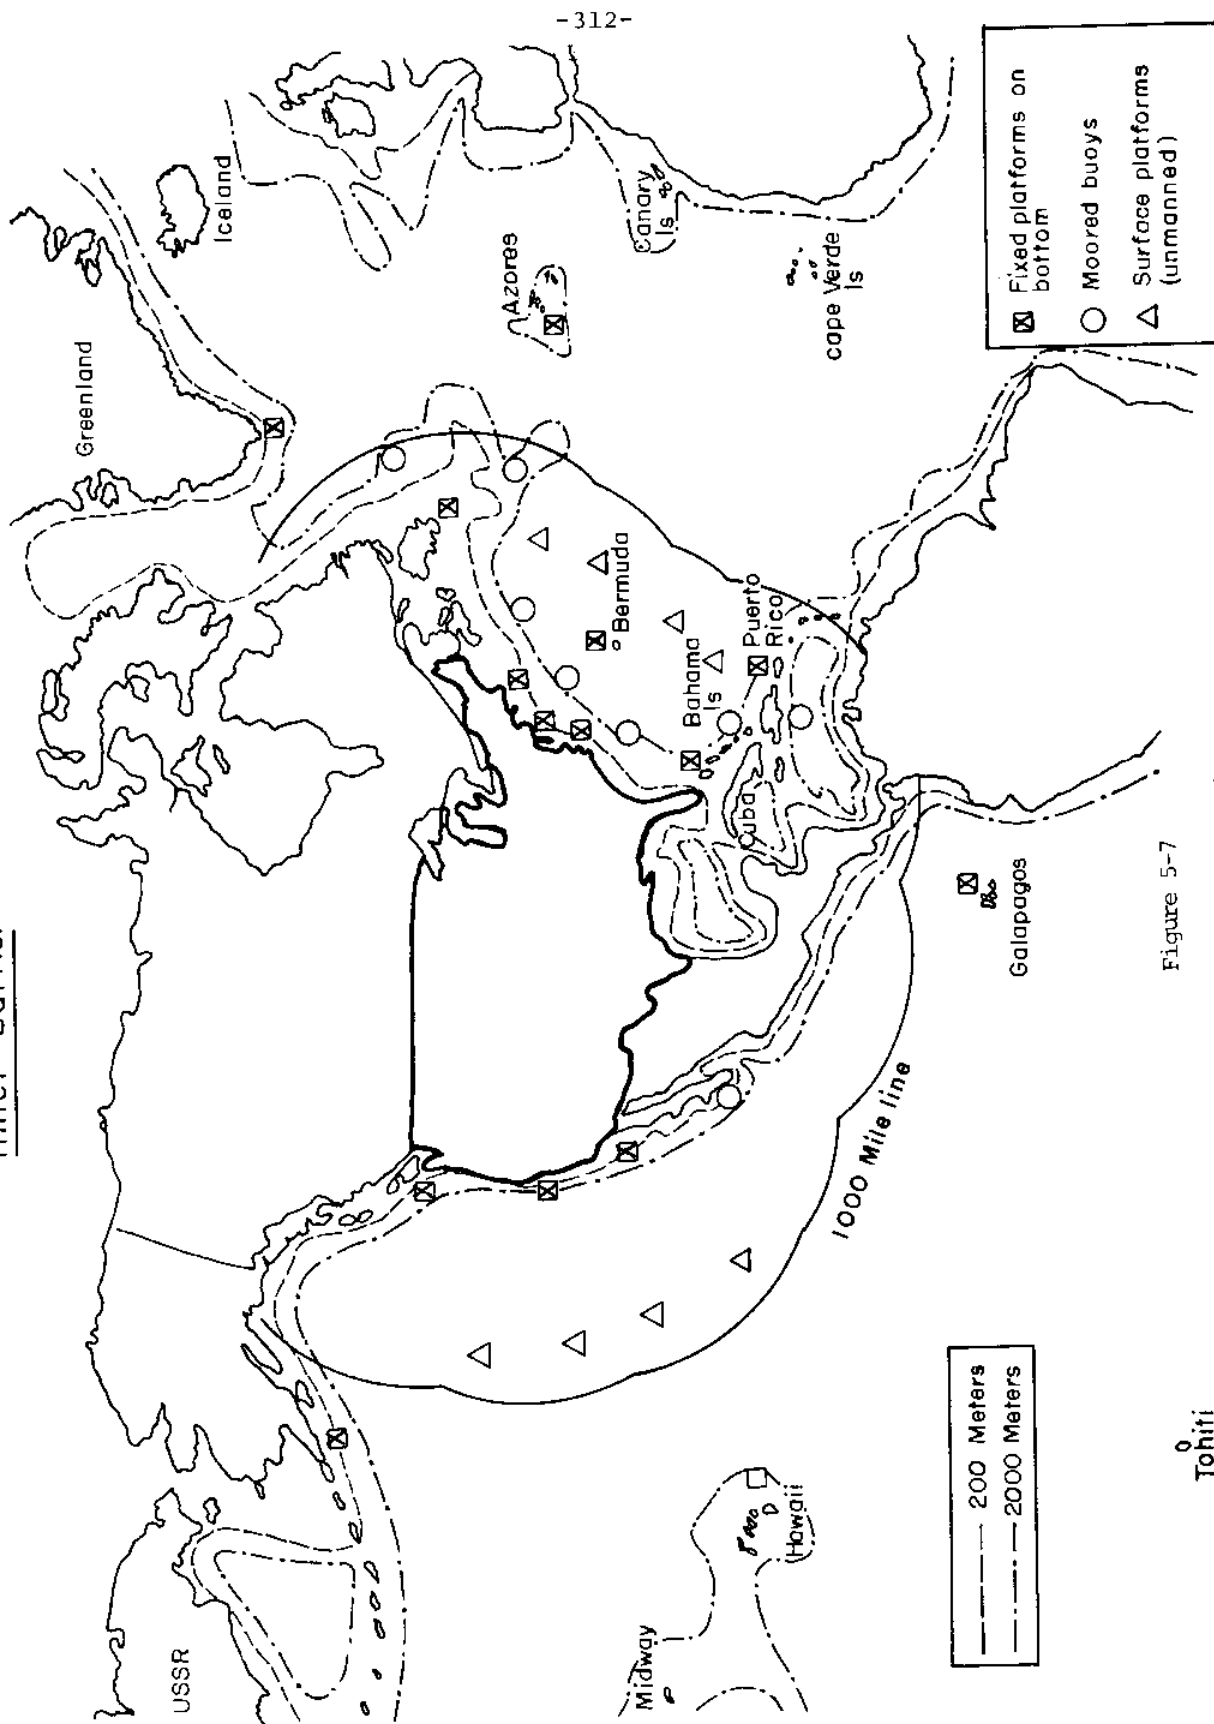 -312-
Greenland
Iceland
Azores
Canary
Is
cape Verde
Is
Bermuda
Bahama
Is
Puerto
Rico
Cuba
Galapagos
1000 Mile line
USSR
Midway
Hawaii
Tahiti
200 Meters
2000 Meters
Fixed platforms on
bottom
Moored buoys
Surface platforms
(unmanned)
Figure 5-7